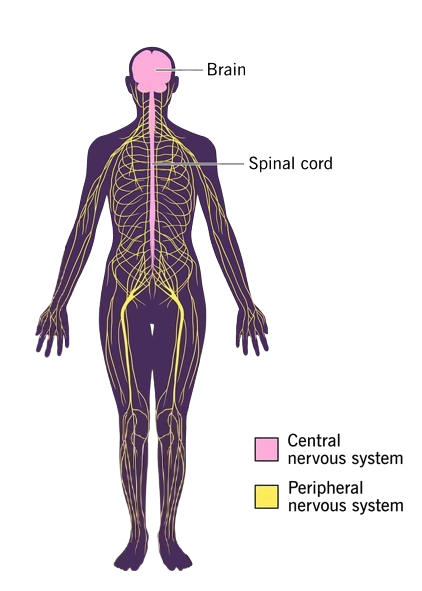 Brain
Spinal cord
Central
nervous system
Peripheral
nervous system